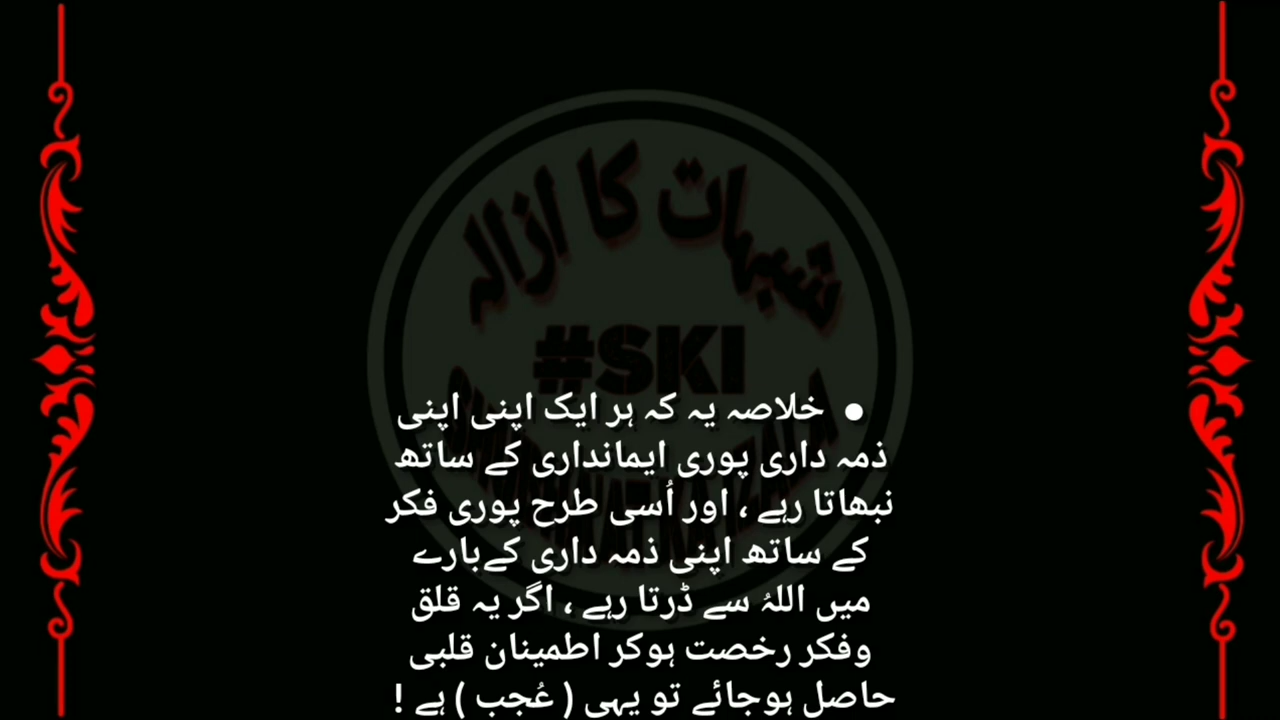 شبہات کا ازالہ
#SKI
● خلاصہ یہ کہ ہر ایک اپنی اپنی
ذمہ داری پوری ایمانداری کے ساتھ
نبھاتا رہے ، اور اُسی طرح پوری فکر
کے ساتھ اپنی ذمہ داری کےبارے
میں اللہُ سے ڈرتا رہے ، اگر یہ قلق
وفکر رخصت ہوکر اطمینان قلبی
حاصل ہوجائے تو یہی ( عُجب ) ہے !